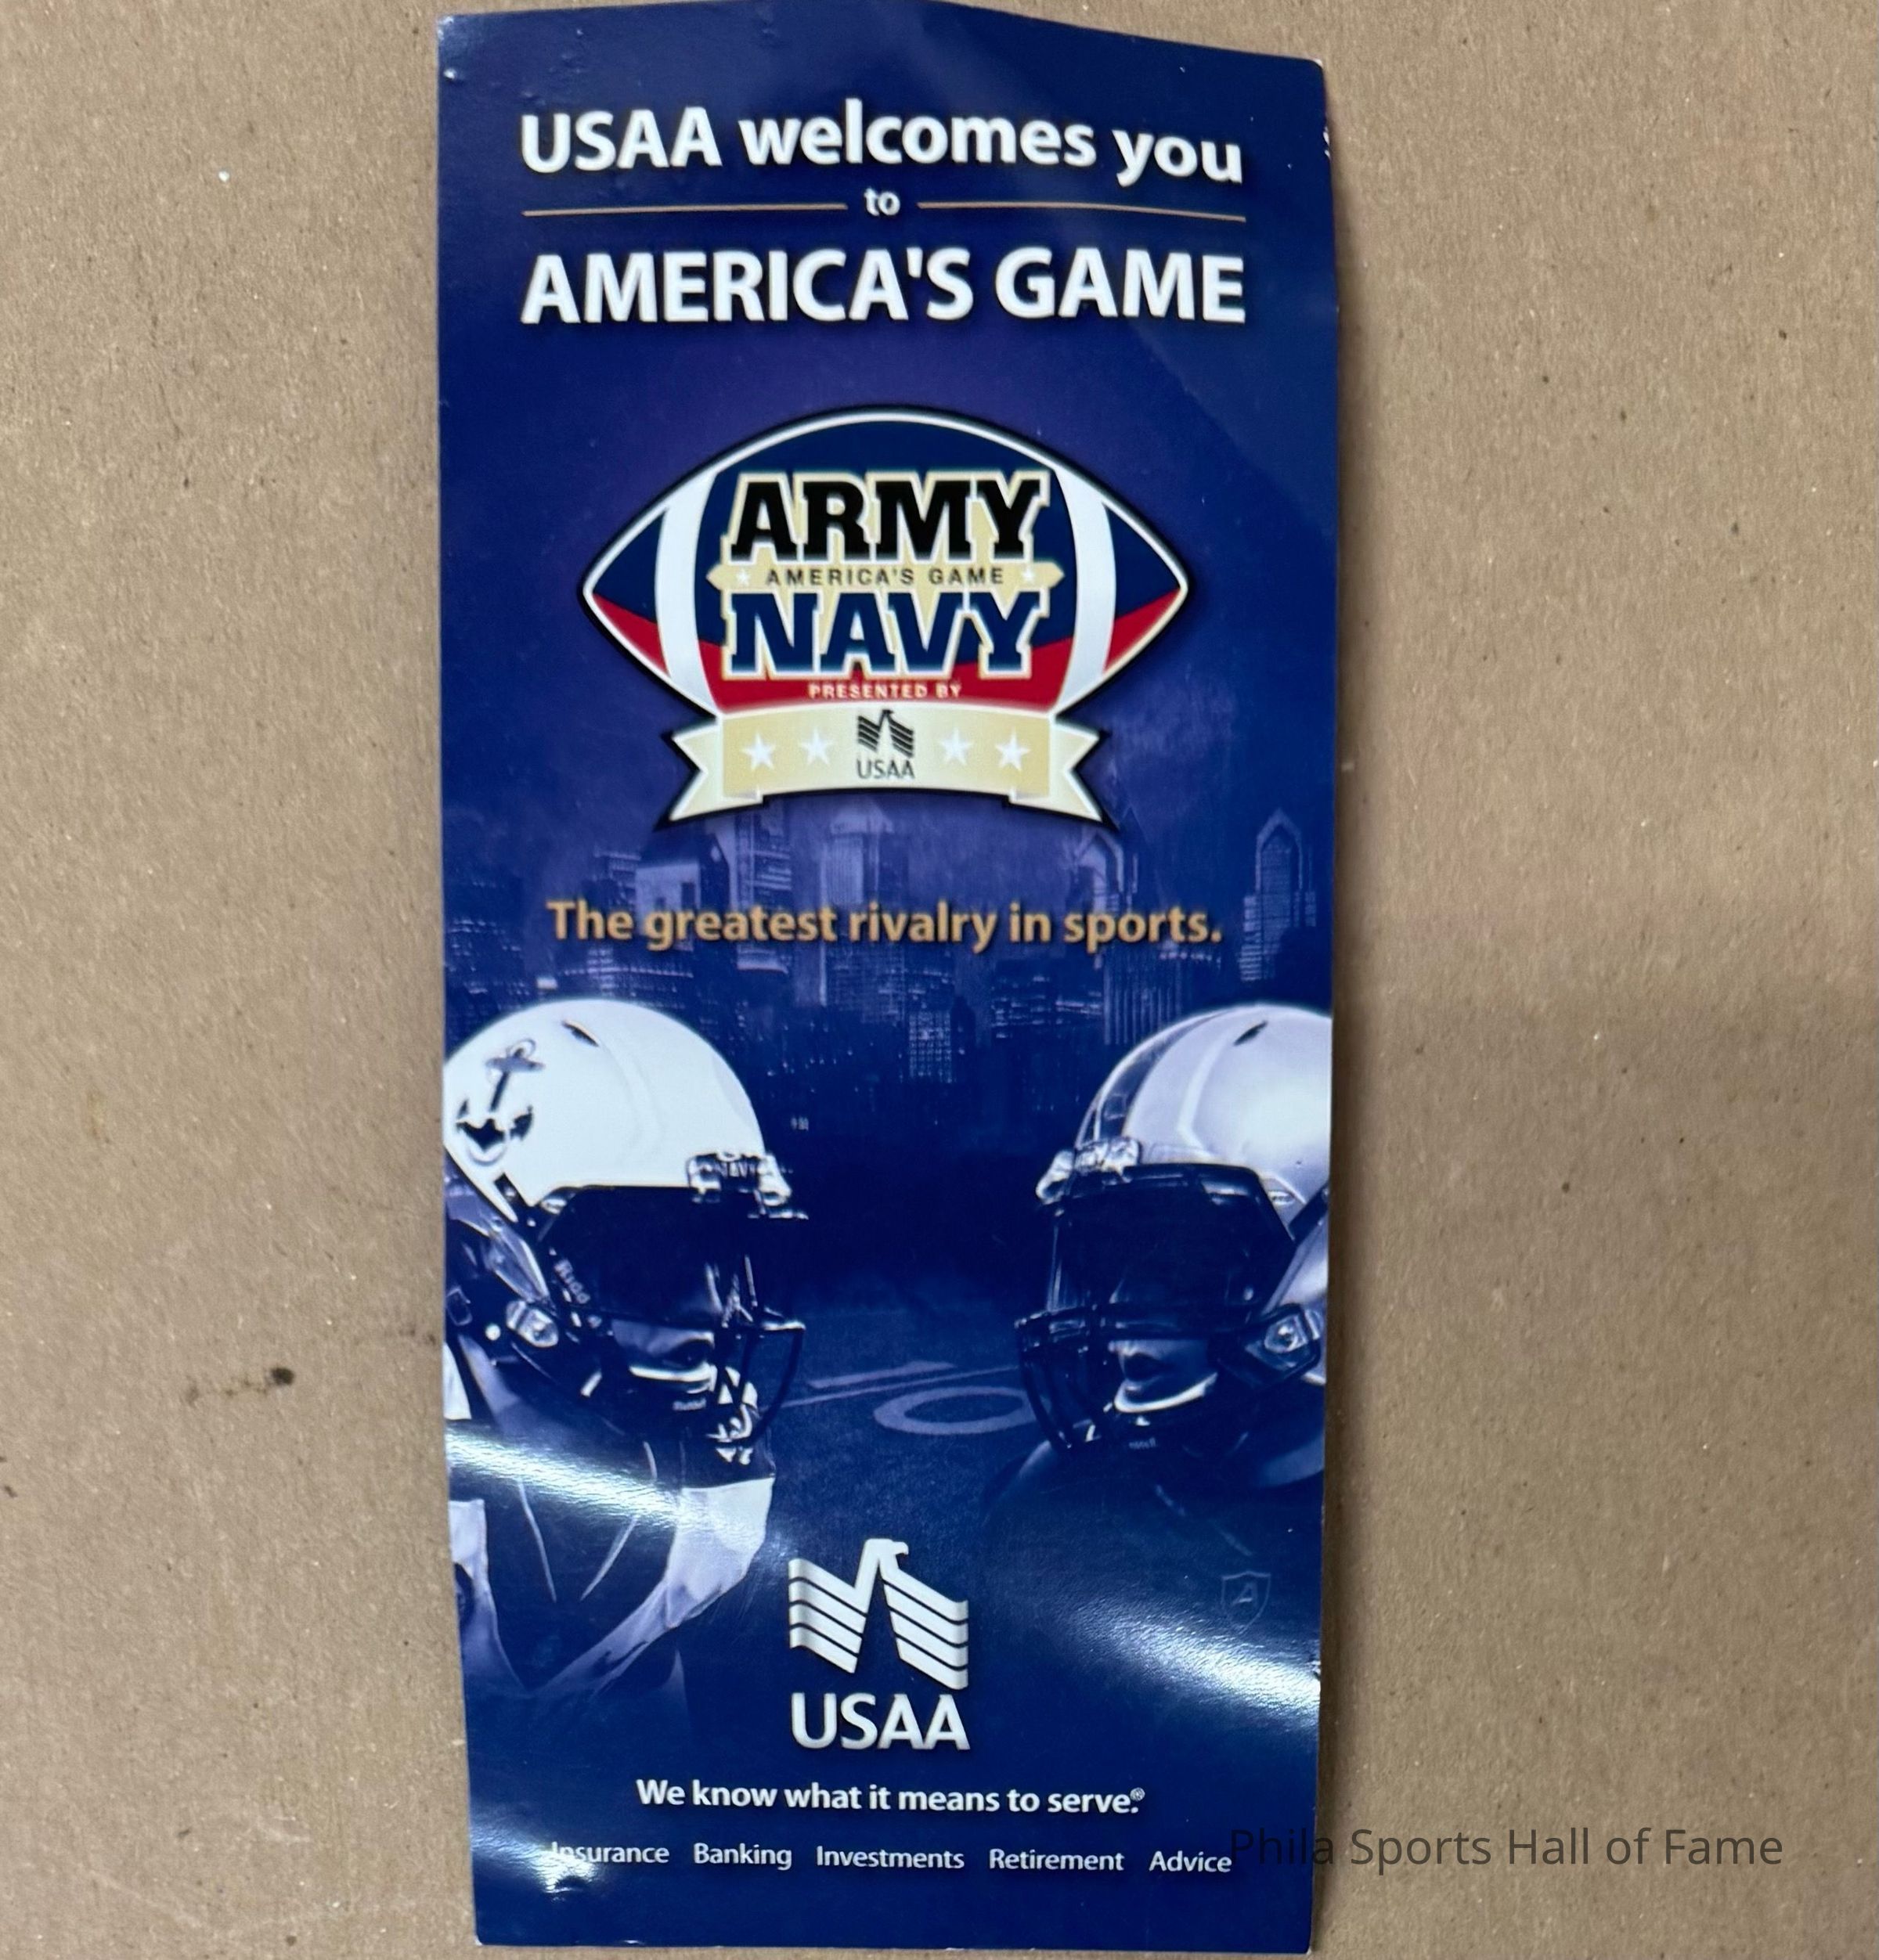 USAA welcomes you
to
AMERICA'S GAME
ARMY
AMERICA'S GAME
NAVY
PRESENTED BY
USAA
The greatest rivalry in sports.
USAA
We know what it means to serve.®
Insurance Banking Investments Retirement Advice
Phila Sports Hall of Fame